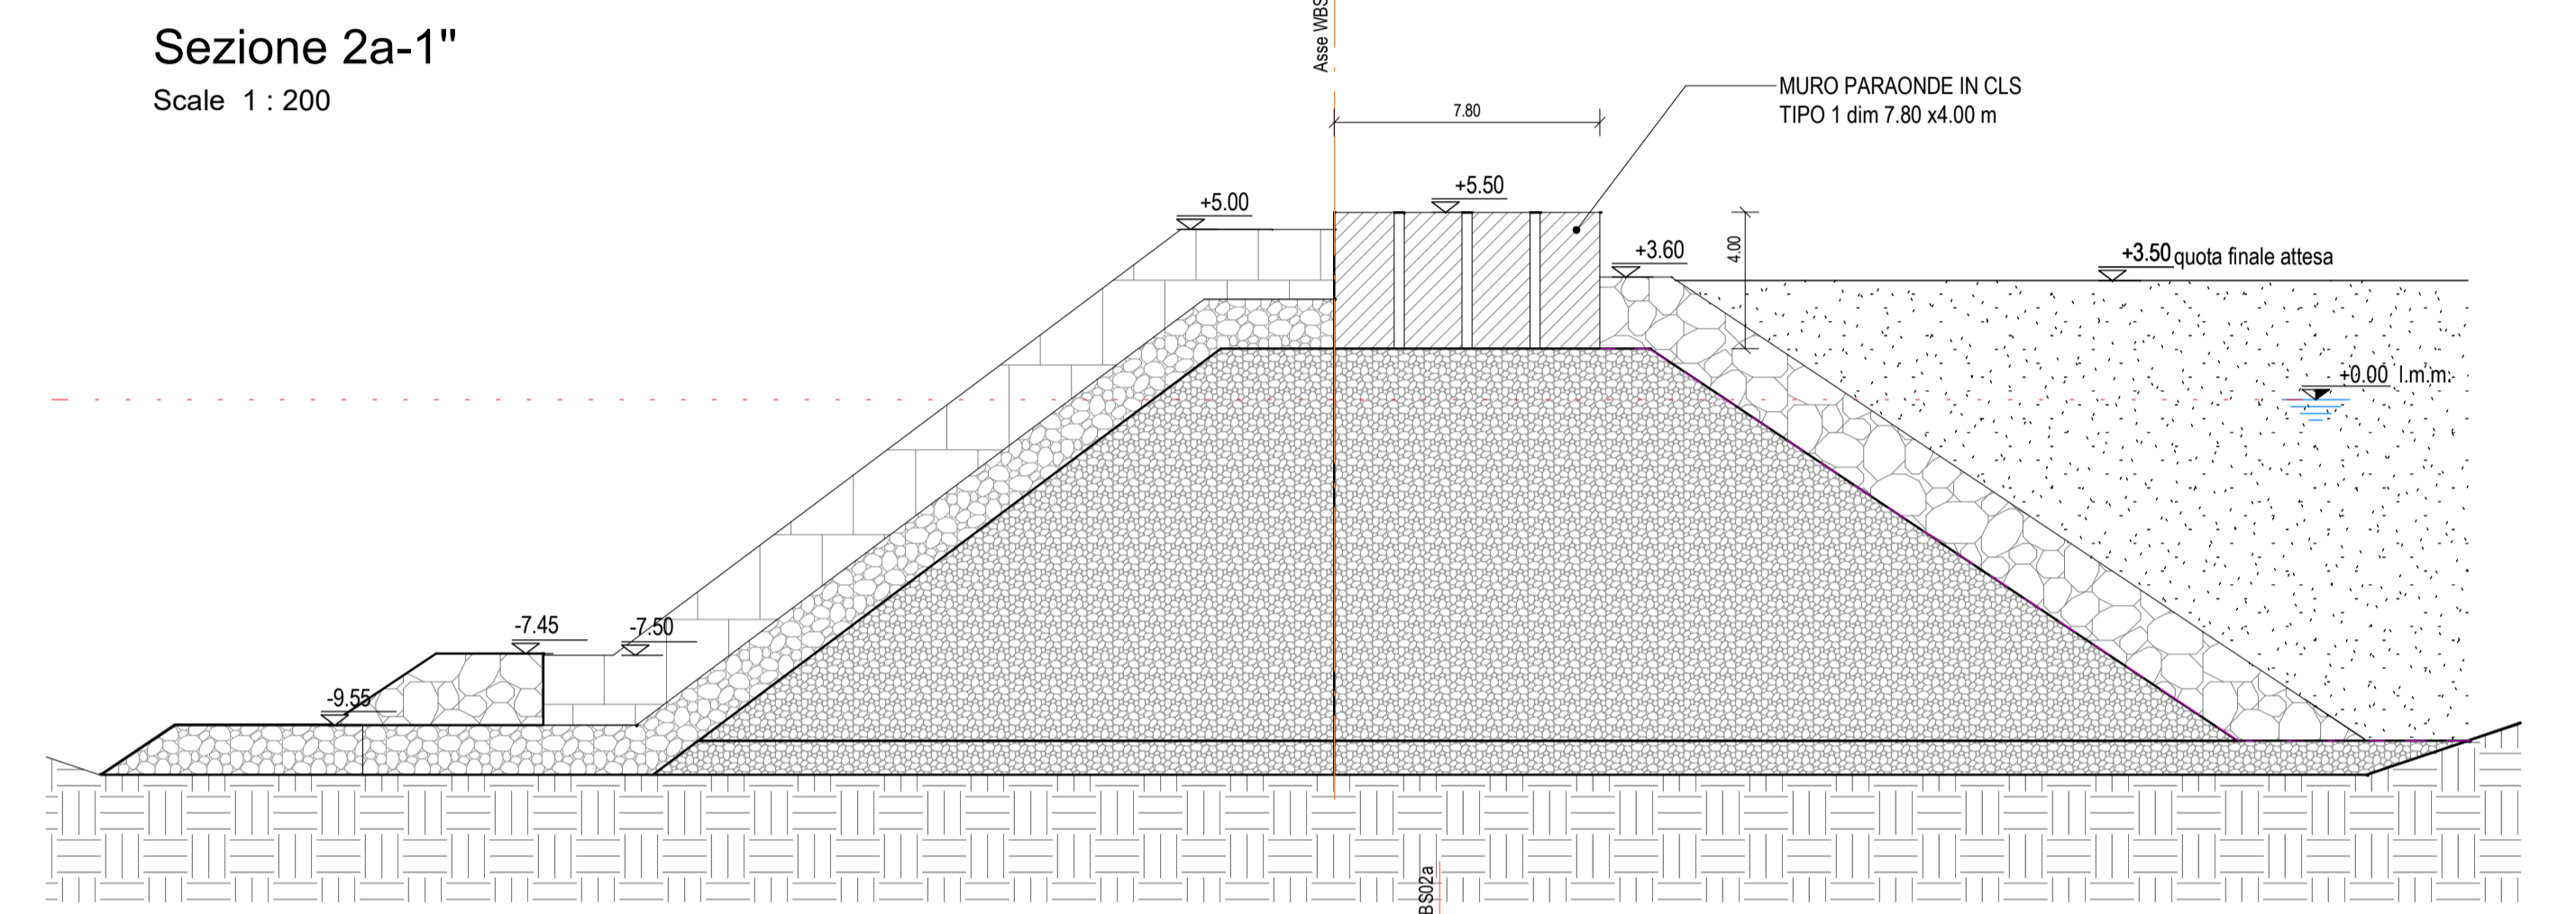 Sezione 2a-1"
Scale 1 : 200
Asse WBS
MURO PARAONDE IN CLS
TIPO 1 dim 7.80 x4.00 m
7.80
+5.50
+5.00
4.00
+3.60
+3.50 quota finale attesa
+0.00 l.m.m.
-7.45
-7.50
-9.55
BS02a